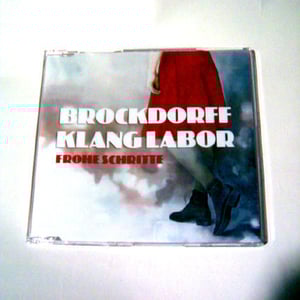 BROCKDORFF
KLANG LABOR
FROHE SCHRITTE